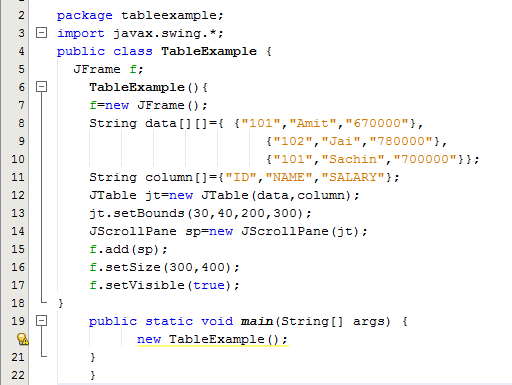 1
2 package tableexample;
3 import javax.swing.*;
4 public class TableExample {
5 JFrame f;
6 TableExample(){
7 f=new JFrame();
8 String data[][]={ {"101","Amit","670000"},
9 {"102","Jai","780000"},
10 {"101","Sachin","700000"}};
11 String column[]={"ID","NAME","SALARY"};
12 JTable jt=new JTable(data,column);
13 jt.setBounds(30,40,200,300);
14 JScrollPane sp=new JScrollPane(jt);
15 f.add(sp);
16 f.setSize(300,400);
17 f.setVisible(true);
18 }
19 public static void main(String[] args) {
new TableExample();
21 }
22 }